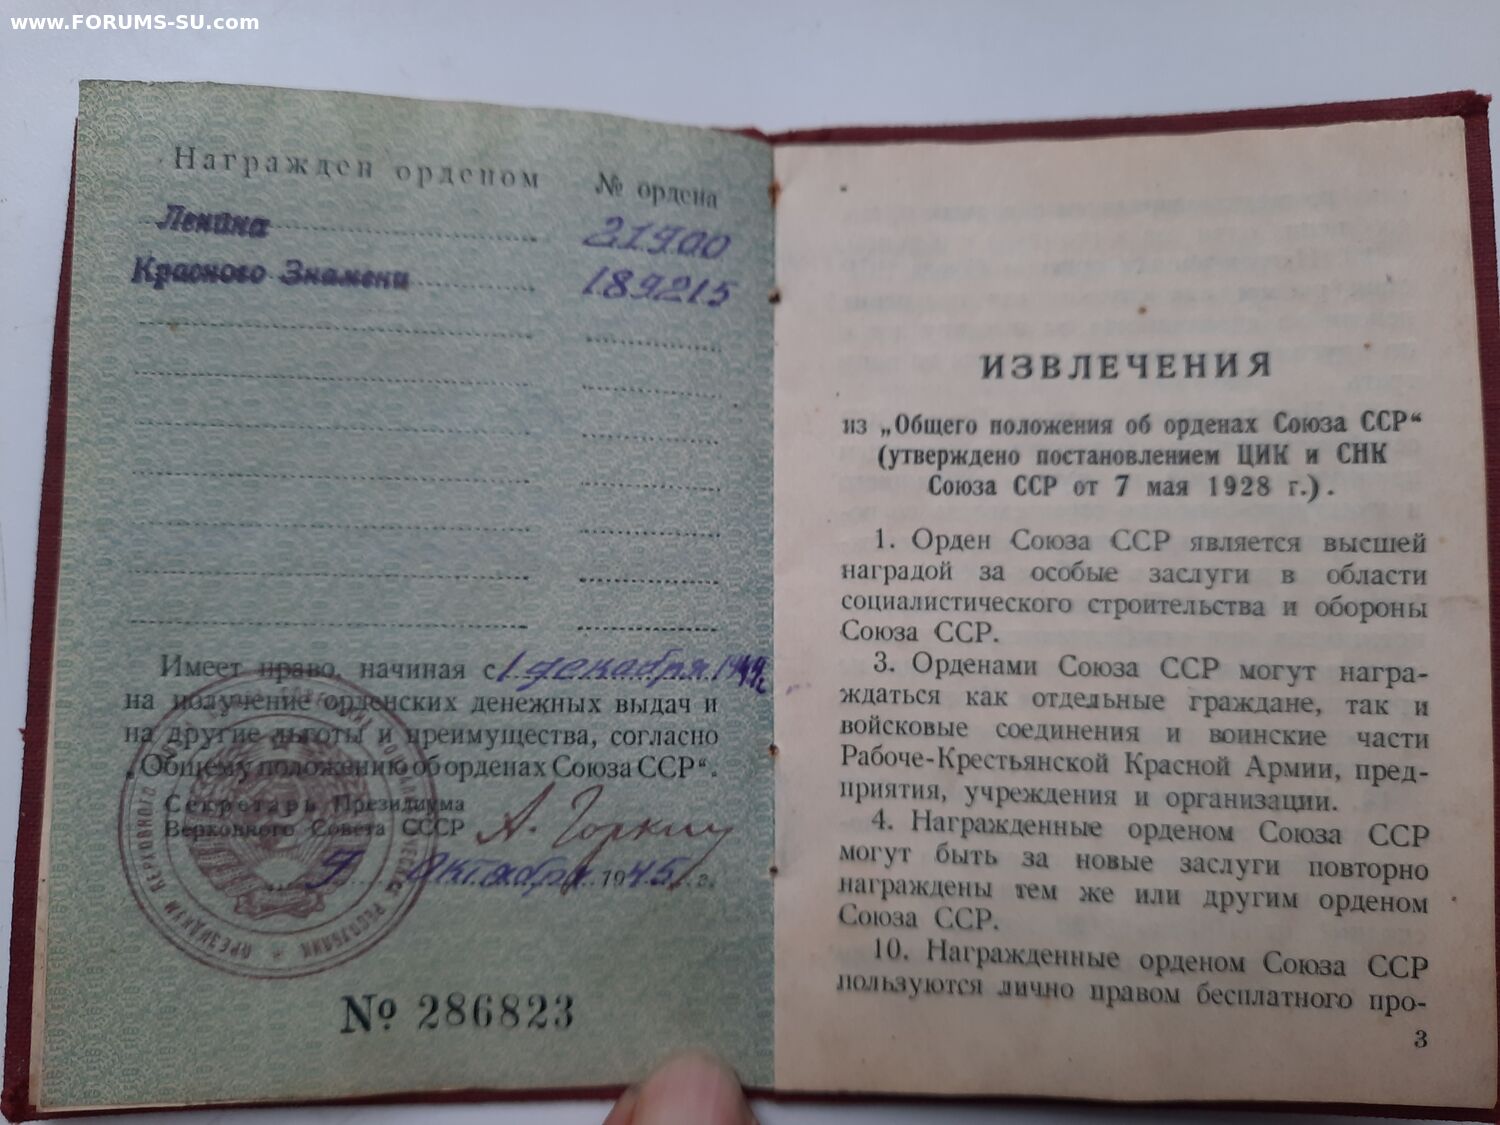 www.FORUMS-SU.com
Награжден орденом № ордена
Ленина 21900
Красного Знамени 189215
Имеет право, начиная с 1 декабря 1944 г.
на получение орденских денежных выдач и
на другие льготы и преимущества, согласно
„Общему положению об орденах Союза ССР“.
Секретарь Президиума
Верховного Совета СССР А. Горкин
9 октября 1945 г.
№ 286823
ИЗВЛЕЧЕНИЯ
из „Общего положения об орденах Союза ССР“
(утверждено постановлением ЦИК и СНК
Союза ССР от 7 мая 1928 г.).
1. Орден Союза ССР является высшей
наградой за особые заслуги в области
социалистического строительства и обороны
Союза ССР.
3. Орденами Союза ССР могут награ-
ждаться как отдельные граждане, так и
войсковые соединения и воинские части
Рабоче-Крестьянской Красной Армии, пред-
приятия, учреждения и организации.
4. Награжденные орденом Союза ССР
могут быть за новые заслуги повторно
награждены тем же или другим орденом
Союза ССР.
10. Награжденные орденом Союза ССР
пользуются лично правом бесплатного про-
3